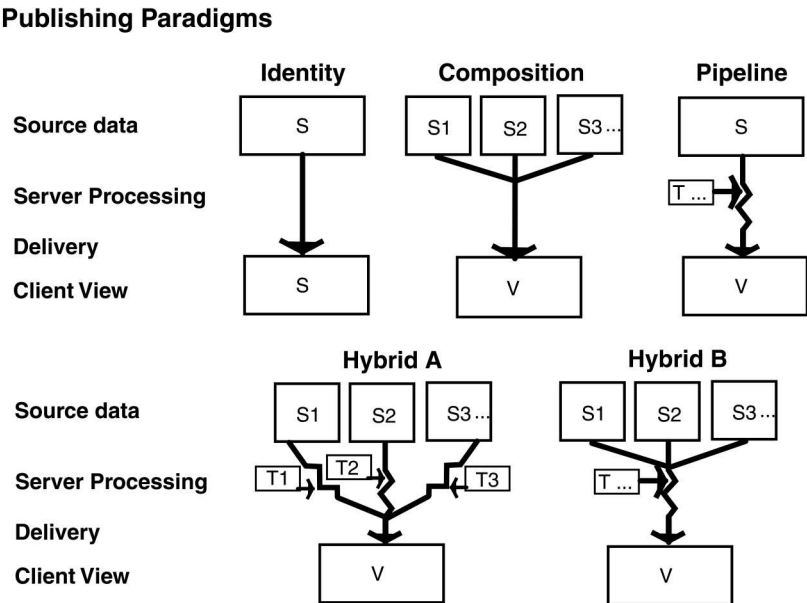 Publishing Paradigms
Identity Composition Pipeline
Source data S S1 S2 S3... S
Server Processing T ...
Delivery
Client View S V V
Hybrid A Hybrid B
Source data S1 S2 S3... S1 S2 S3...
Server Processing T1 T2 T3 T ...
Delivery
Client View V V